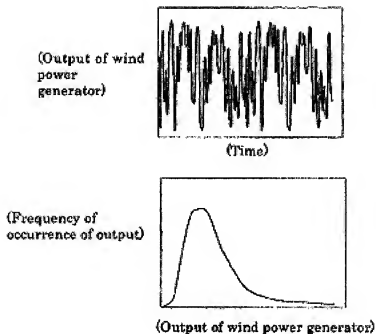 (Output of wind
power
generator)
(Time)
(Frequency of
occurrence of output)
(Output of wind power generator)